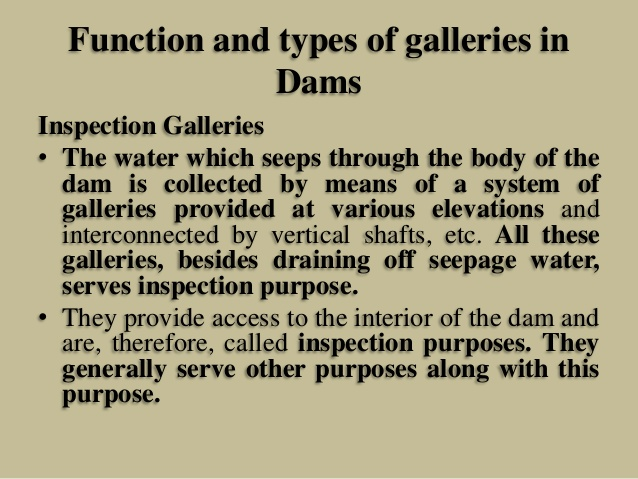 Function and types of galleries in
Dams
Inspection Galleries
• The water which seeps through the body of the
dam is collected by means of a system of
galleries provided at various elevations and
interconnected by vertical shafts, etc. All these
galleries, besides draining off seepage water,
serves inspection purpose.
• They provide access to the interior of the dam and
are, therefore, called inspection purposes. They
generally serve other purposes along with this
purpose.